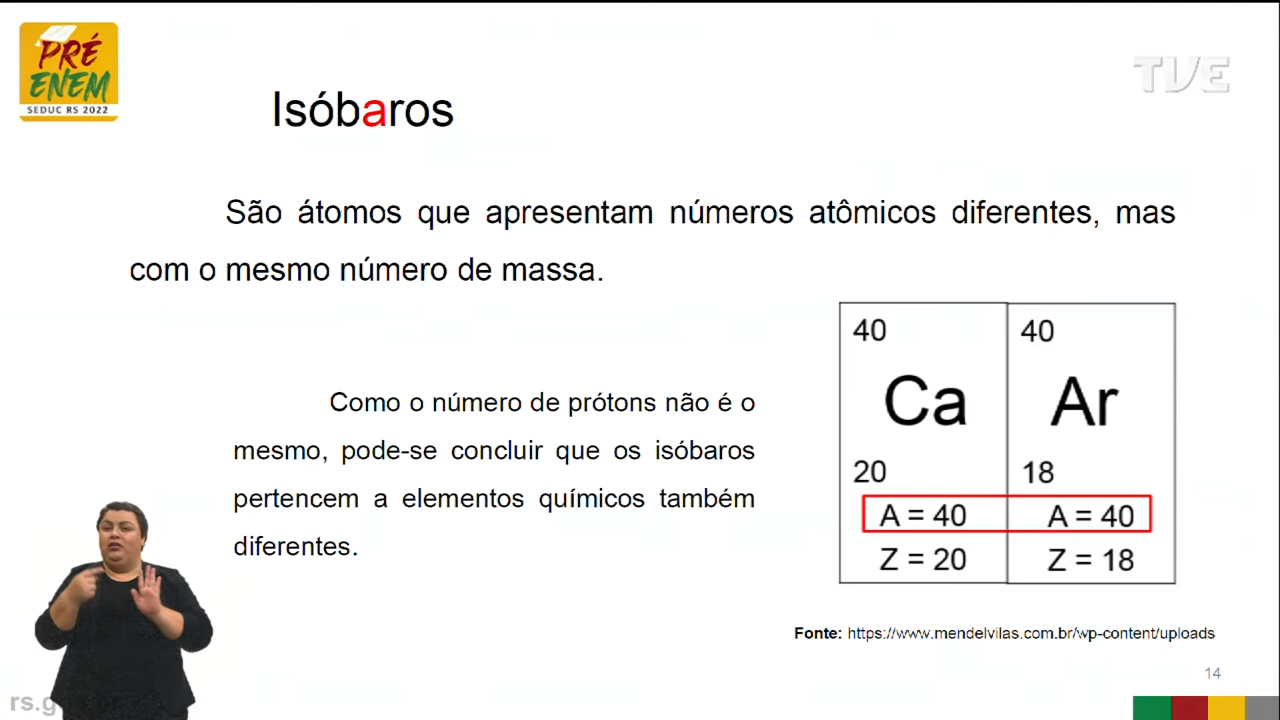 PRÉ
ENEM
SEDUC RS 2022
TVE
Isóbaros
São átomos que apresentam números atômicos diferentes, mas
com o mesmo número de massa.
40 40
Ca Ar
20 18
A = 40 A = 40
Z = 20 Z = 18
Como o número de prótons não é o
mesmo, pode-se concluir que os isóbaros
pertencem a elementos químicos também
diferentes.
Fonte: https://www.mendelvilas.com.br/wp-content/uploads
14